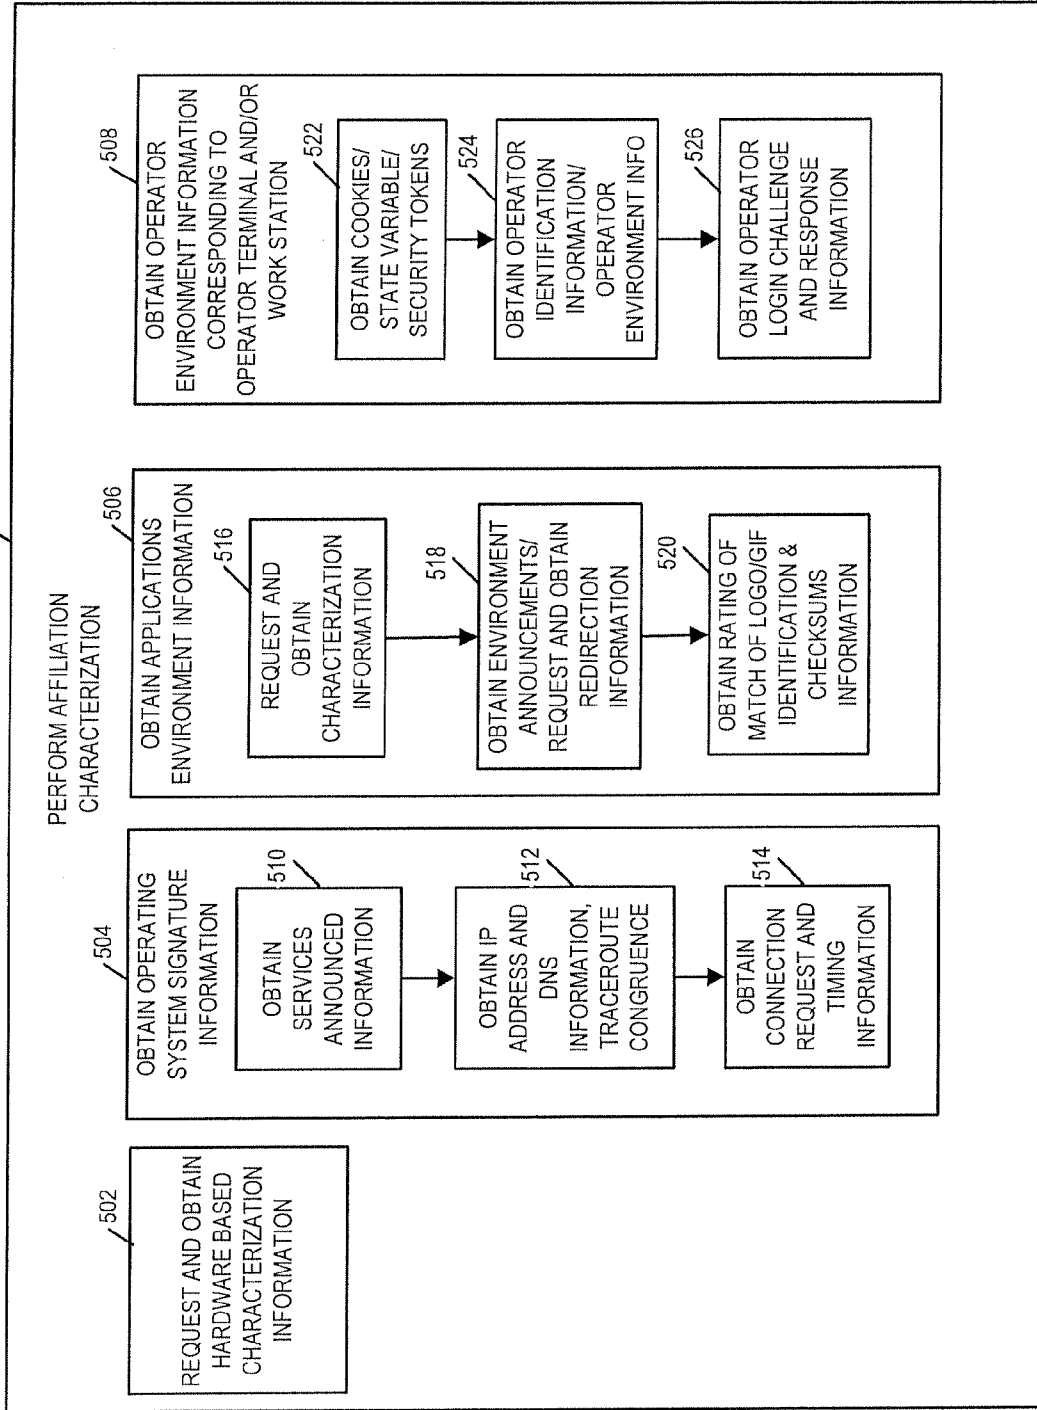 PERFORM AFFILIATION
CHARACTERIZATION
502
REQUEST AND OBTAIN
HARDWARE BASED
CHARACTERIZATION
INFORMATION
504
OBTAIN OPERATING
SYSTEM SIGNATURE
INFORMATION
510
OBTAIN
SERVICES
ANNOUNCED
INFORMATION
512
OBTAIN IP
ADDRESS AND
DNS
INFORMATION,
TRACEROUTE
CONGRUENCE
514
OBTAIN
CONNECTION
REQUEST AND
TIMING
INFORMATION
506
OBTAIN APPLICATIONS
ENVIRONMENT INFORMATION
516
REQUEST AND
OBTAIN
CHARACTERIZATION
INFORMATION
518
OBTAIN ENVIRONMENT
ANNOUNCEMENTS/
REQUEST AND OBTAIN
REDIRECTION
INFORMATION
520
OBTAIN RATING OF
MATCH OF LOGO/GIF
IDENTIFICATION &
CHECKSUMS
INFORMATION
508
OBTAIN OPERATOR
ENVIRONMENT INFORMATION
CORRESPONDING TO
OPERATOR TERMINAL AND/OR
WORK STATION
522
OBTAIN COOKIES/
STATE VARIABLE/
SECURITY TOKENS
524
OBTAIN OPERATOR
IDENTIFICATION
INFORMATION/
OPERATOR
ENVIRONMENT INFO
526
OBTAIN OPERATOR
LOGIN CHALLENGE
AND RESPONSE
INFORMATION